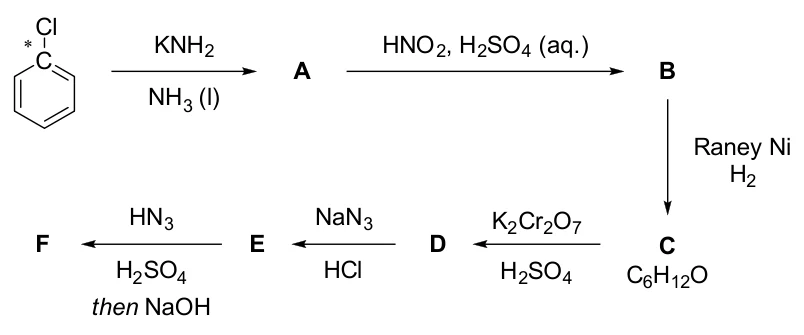 Cl
*
C
KNH2
NH3 (l)
A
HNO2, H2SO4 (aq.)
B
Raney Ni
H2
C
C6H12O
K2Cr2O7
H2SO4
D
NaN3
HCl
E
HN3
H2SO4
then NaOH
F